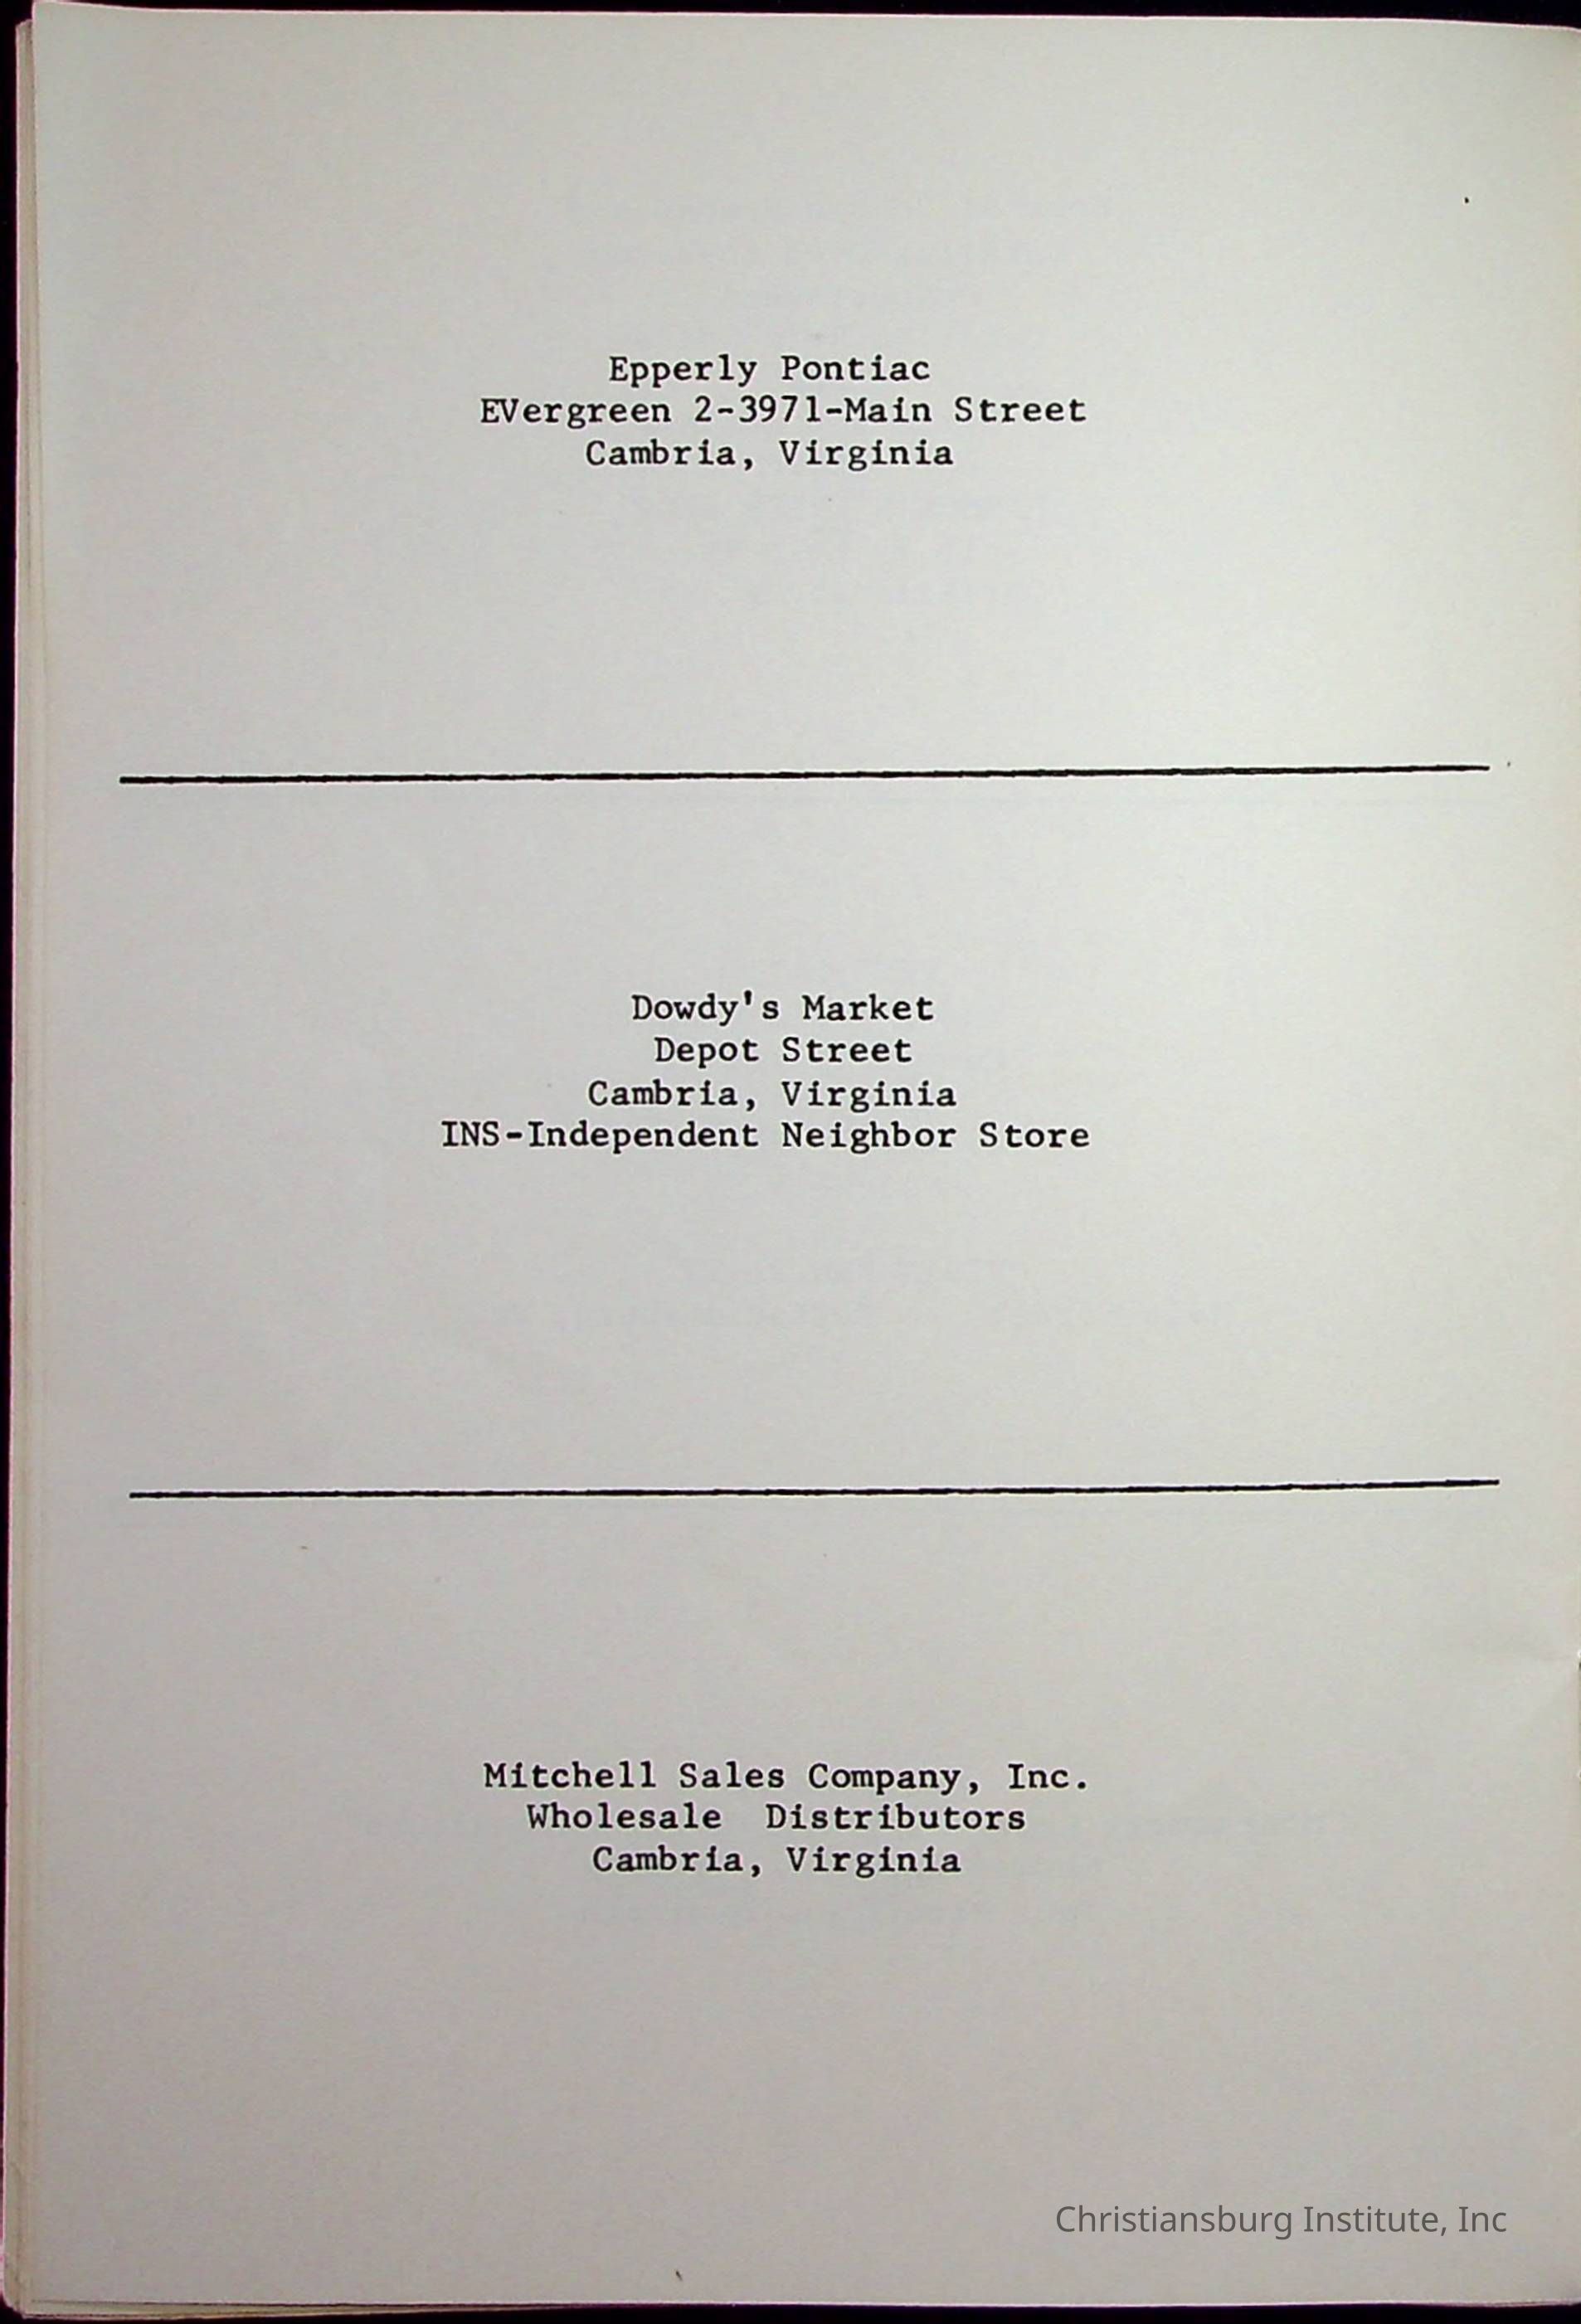 Epperly Pontiac
EVergreen 2-3971-Main Street
Cambria, Virginia
Dowdy's Market
Depot Street
Cambria, Virginia
INS-Independent Neighbor Store
Mitchell Sales Company, Inc.
Wholesale Distributors
Cambria, Virginia
Christiansburg Institute, Inc